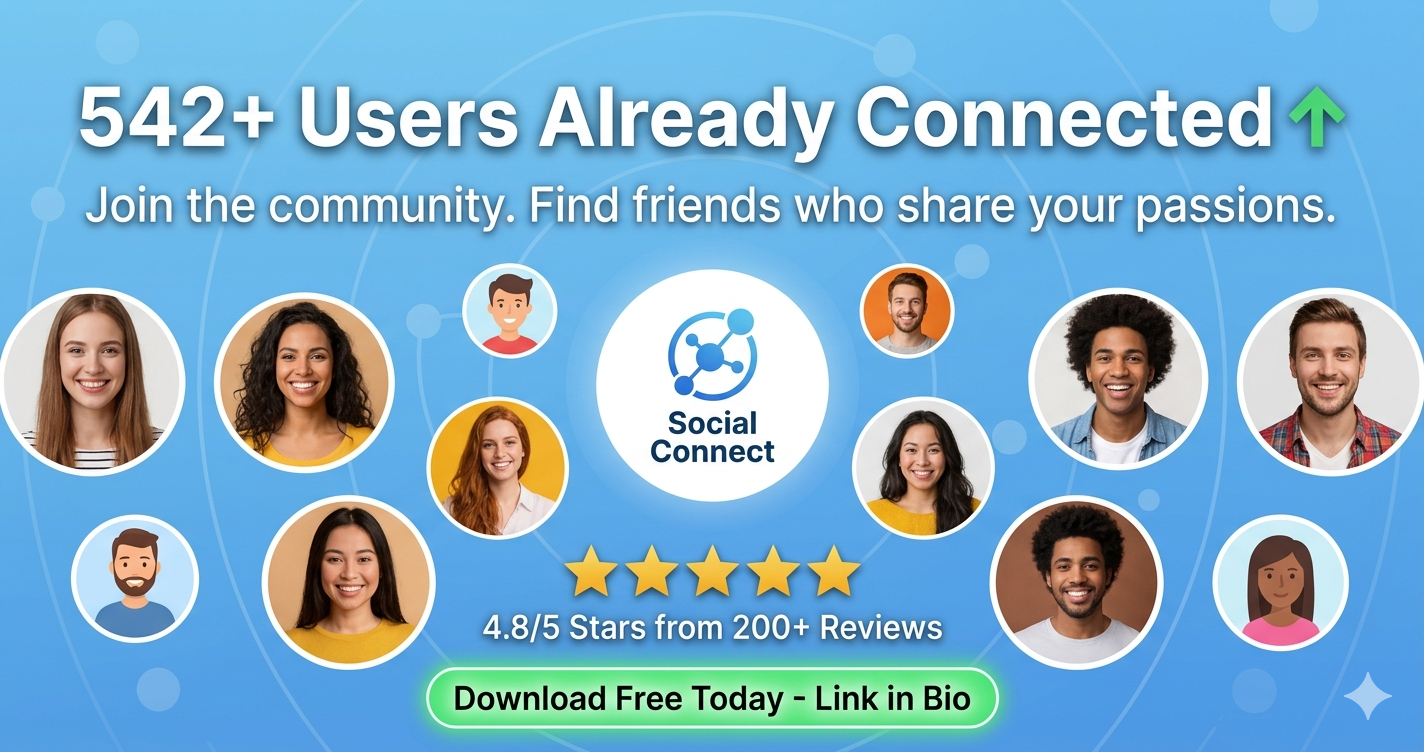 542+ Users Already Connected ↑
Join the community. Find friends who share your passions.
Social
Connect
4.8/5 Stars from 200+ Reviews
Download Free Today - Link in Bio